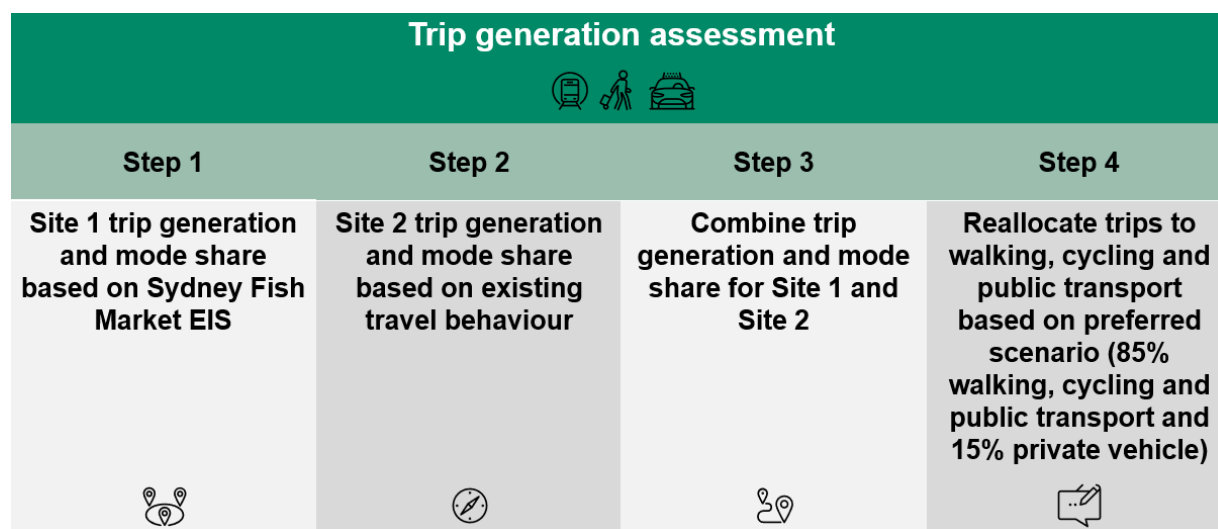 Trip generation assessment
Step 1
Step 2
Step 3
Step 4
Site 1 trip generation
and mode share
based on Sydney Fish
Market EIS
Site 2 trip generation
and mode share
based on existing
travel behaviour
Combine trip
generation and mode
share for Site 1 and
Site 2
Reallocate trips to
walking, cycling and
public transport
based on preferred
scenario (85%
walking, cycling and
public transport and
15% private vehicle)